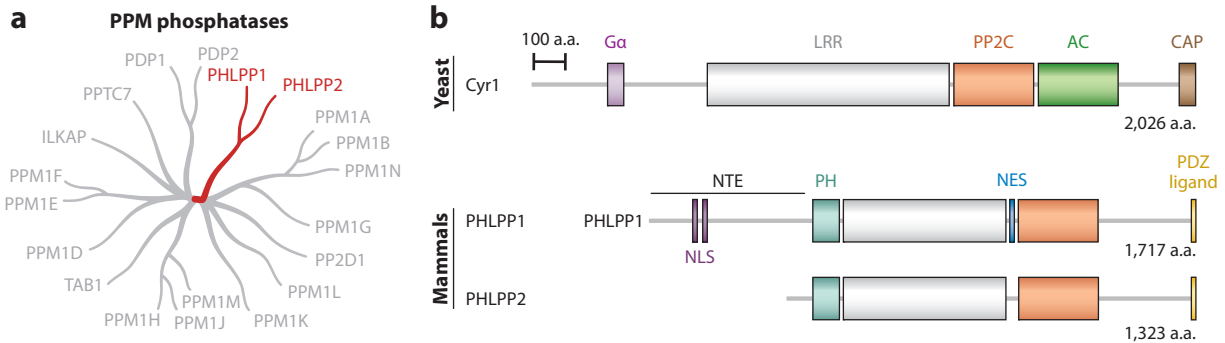 a
PPM phosphatases
PDP1
PDP2
PHLPP1
PHLPP2
PPTC7
PPM1A
ILKAP
PPM1B
PPM1N
PPM1F
PPM1E
PPM1G
PPM1D
PP2D1
TAB1
PPM1L
PPM1M
PPM1H
PPM1J
PPM1K
b
100 a.a.
Gα
LRR
PP2C
AC
CAP
Yeast
Cyr1
2,026 a.a.
NTE
PH
NES
PDZ
ligand
Mammals
PHLPP1
PHLPP1
NLS
1,717 a.a.
PHLPP2
1,323 a.a.